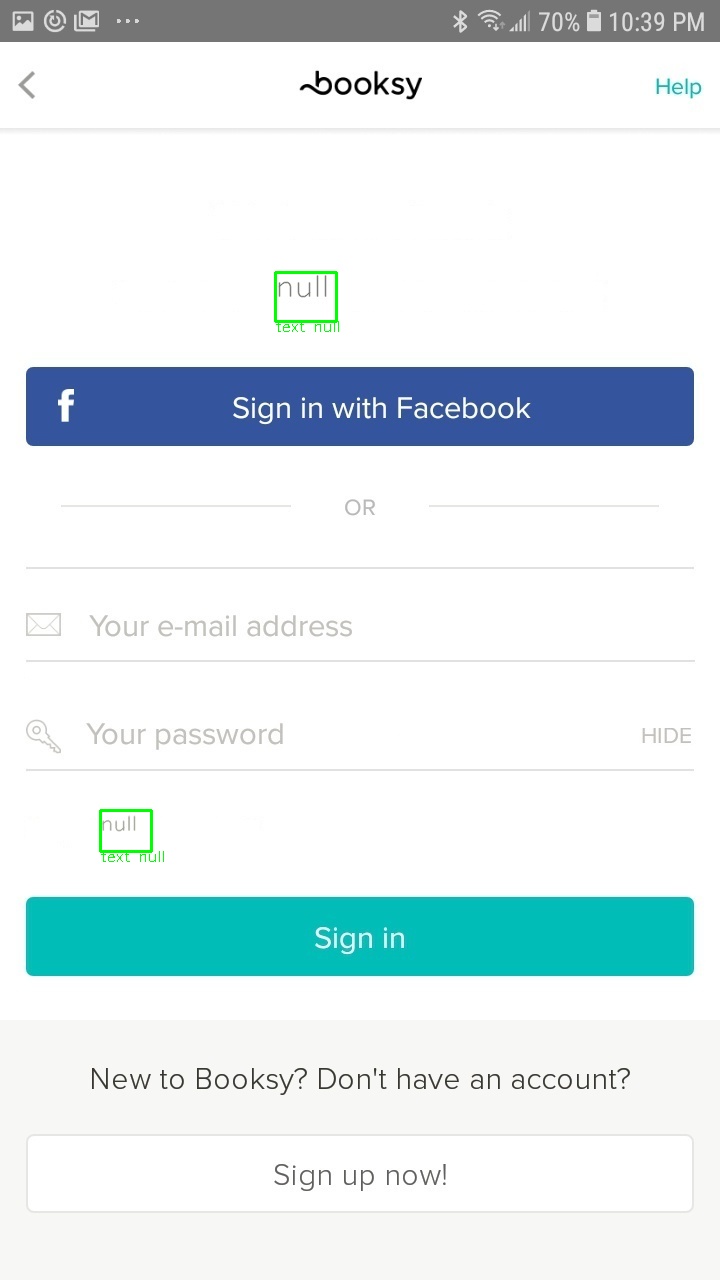 70% 10:39 PM
booksy Help
null
text null
f Sign in with Facebook
OR
Your e-mail address
Your password HIDE
null
text null
Sign in
New to Booksy? Don't have an account?
Sign up now!